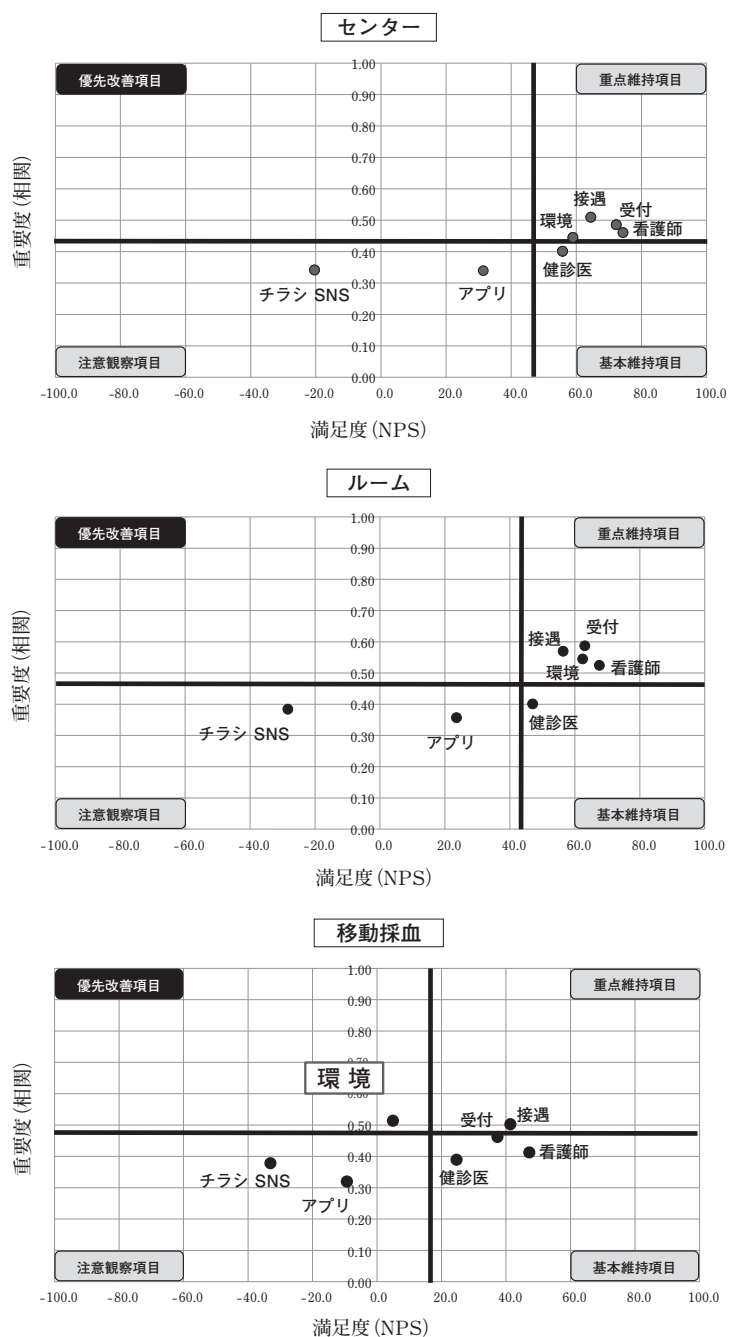 センター
優先改善項目
重点維持項目
1.00
0.90
0.80
0.70
0.60
0.50
0.40
0.30
0.20
0.10
0.00
接遇
受付
環境
看護師
健診医
チラシ SNS
アプリ
注意観察項目
基本維持項目
-100.0 -80.0 -60.0 -40.0 -20.0 0.0 20.0 40.0 60.0 80.0 100.0
重要度(相関)
満足度(NPS)
ルーム
優先改善項目
重点維持項目
1.00
0.90
0.80
0.70
0.60
0.50
0.40
0.30
0.20
0.10
0.00
接遇
受付
環境
看護師
健診医
チラシ SNS
アプリ
注意観察項目
基本維持項目
-100.0 -80.0 -60.0 -40.0 -20.0 0.0 20.0 40.0 60.0 80.0 100.0
重要度(相関)
満足度(NPS)
移動採血
優先改善項目
重点維持項目
1.00
0.90
0.80
環 境
0.50
0.40
0.30
0.20
0.10
0.00
受付
接遇
看護師
健診医
チラシ SNS
アプリ
注意観察項目
基本維持項目
-100.0 -80.0 -60.0 -40.0 -20.0 0.0 20.0 40.0 60.0 80.0 100.0
重要度(相関)
満足度(NPS)